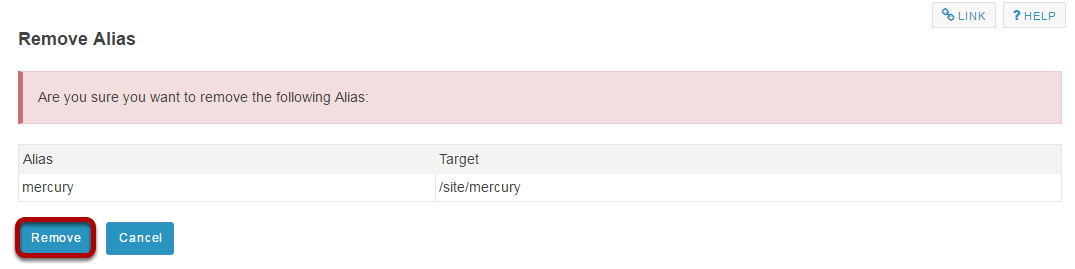 LINK
? HELP
Remove Alias
Are you sure you want to remove the following Alias:
Alias Target
mercury /site/mercury
Remove Cancel